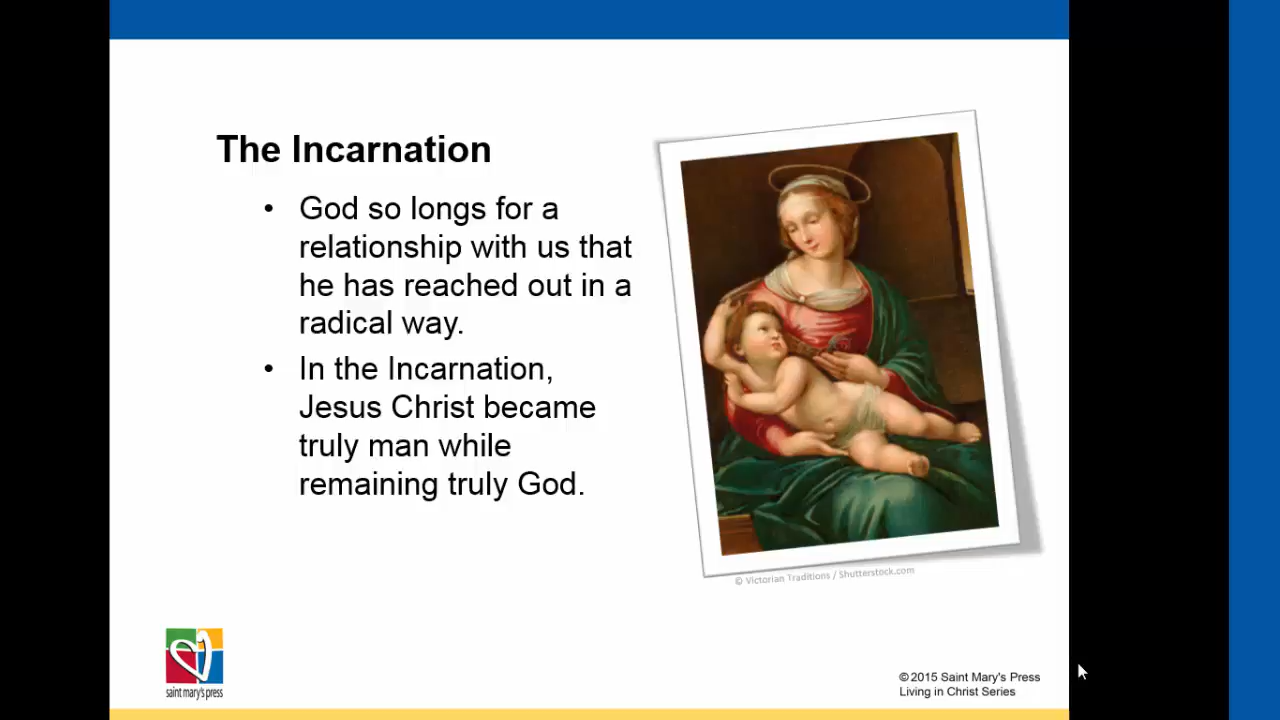 The Incarnation
• God so longs for a
relationship with us that
he has reached out in a
radical way.
• In the Incarnation,
Jesus Christ became
truly man while
remaining truly God.
© Victorian Traditions / Shutterstock.com
saint mary's press
© 2015 Saint Mary's Press
Living in Christ Series